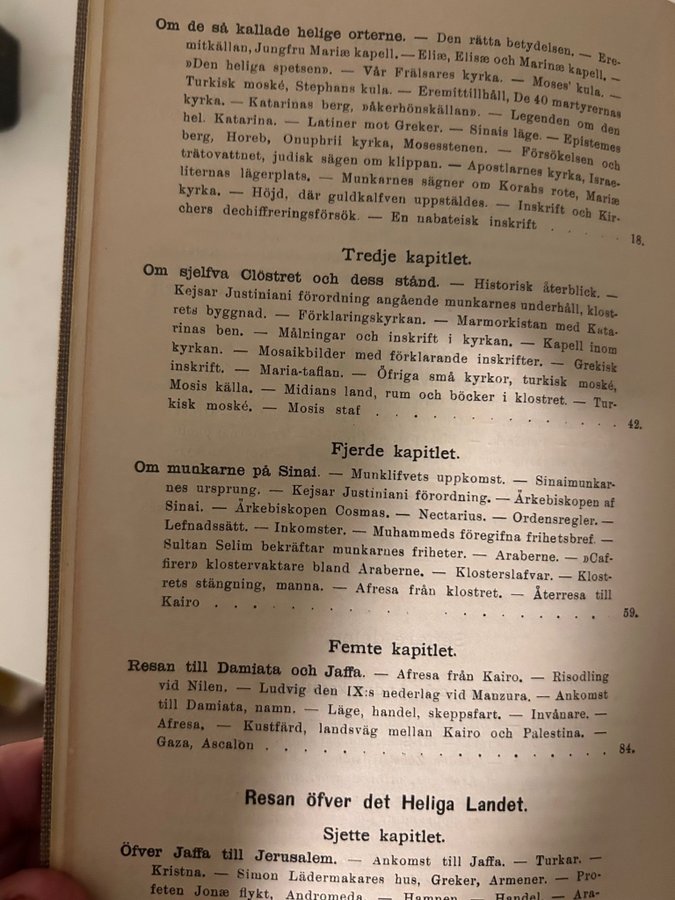 Om de så kallade helige orterne. — Den rätta betydelsen. — Ere-
mitkällan, Jungfru Mariæ kapell. — Eliæ, Elisæ och Marinæ kapell. —
»Den heliga spetsen». — Vår Frälsares kyrka. — Moses' kula. —
Turkisk moské, Stephans kula. — Eremittillhåll, De 40 martyrernas
kyrka. — Katarinas berg, »åkerhönskällan». — Legenden om den
hel. Katarina. — Latiner mot Greker. — Sinais läge. — Epistemes
berg, Horeb, Onuphrii kyrka, Mosesstenen. — Försökelsen och
trätovattnet, judisk sägen om klippan. — Apostlarnes kyrka, Israe-
liternas lägerplats. — Munkarnes sägner om Korahs rote, Mariæ
kyrka. — Höjd, där guldkalfven uppstäldes. — Inskrift och Kir-
chers dechiffreringsförsök. — En nabateisk inskrift . . . . . 18.
Tredje kapitlet.
Om sjelfva Clöstret och dess stånd. — Historisk återblick. —
Kejsar Justiniani förordning angående munkarnes underhåll, klost-
rets byggnad. — Förklaringskyrkan. — Marmorkistan med Kata-
rinas ben. — Målningar och inskrift i kyrkan. — Kapell inom
kyrkan. — Mosaikbilder med förklarande inskrifter. — Grekisk
inskrift. — Maria-taflan. — Öfriga små kyrkor, turkisk moské,
Mosis källa. — Midians land, rum och böcker i klostret. — Tur-
kisk moské. — Mosis staf . . . . . . . . . . . . . . 42.
Fjerde kapitlet.
Om munkarne på Sinai. — Munklifvets uppkomst. — Sinaimunkar-
nes ursprung. — Kejsar Justiniani förordning. — Ärkebiskopen af
Sinai. — Ärkebiskopen Cosmas. — Nectarius. — Ordensregler. —
Lefnadssätt. — Inkomster. — Muhammeds föregifna frihetsbref. —
Sultan Selim bekräftar munkarnes friheter. — Araberne. — »Caf-
firer» klostervaktare bland Araberne. — Klosterslafvar. — Klost-
rets stängning, manna. — Afresa från klostret. — Återresa till
Kairo . . . . . . . . . . . . . . . . . . . 59.
Femte kapitlet.
Resan till Damiata och Jaffa. — Afresa från Kairo. — Risodling
vid Nilen. — Ludvig den IX:s nederlag vid Manzura. — Ankomst
till Damiata, namn. — Läge, handel, skeppsfart. — Invånare. —
Afresa. — Kustfärd, landsväg mellan Kairo och Palestina. —
Gaza, Ascalon . . . . . . . . . . . . . . . . . 84.
Resan öfver det Heliga Landet.
Sjette kapitlet.
Öfver Jaffa till Jerusalem. — Ankomst till Jaffa. — Turkar. —
Kristna. — Simon Lädermakares hus, Greker, Armener. — Pro-
feten Jonæ flykt, Andromeda. — Hamnen. — Handel. — Ara-